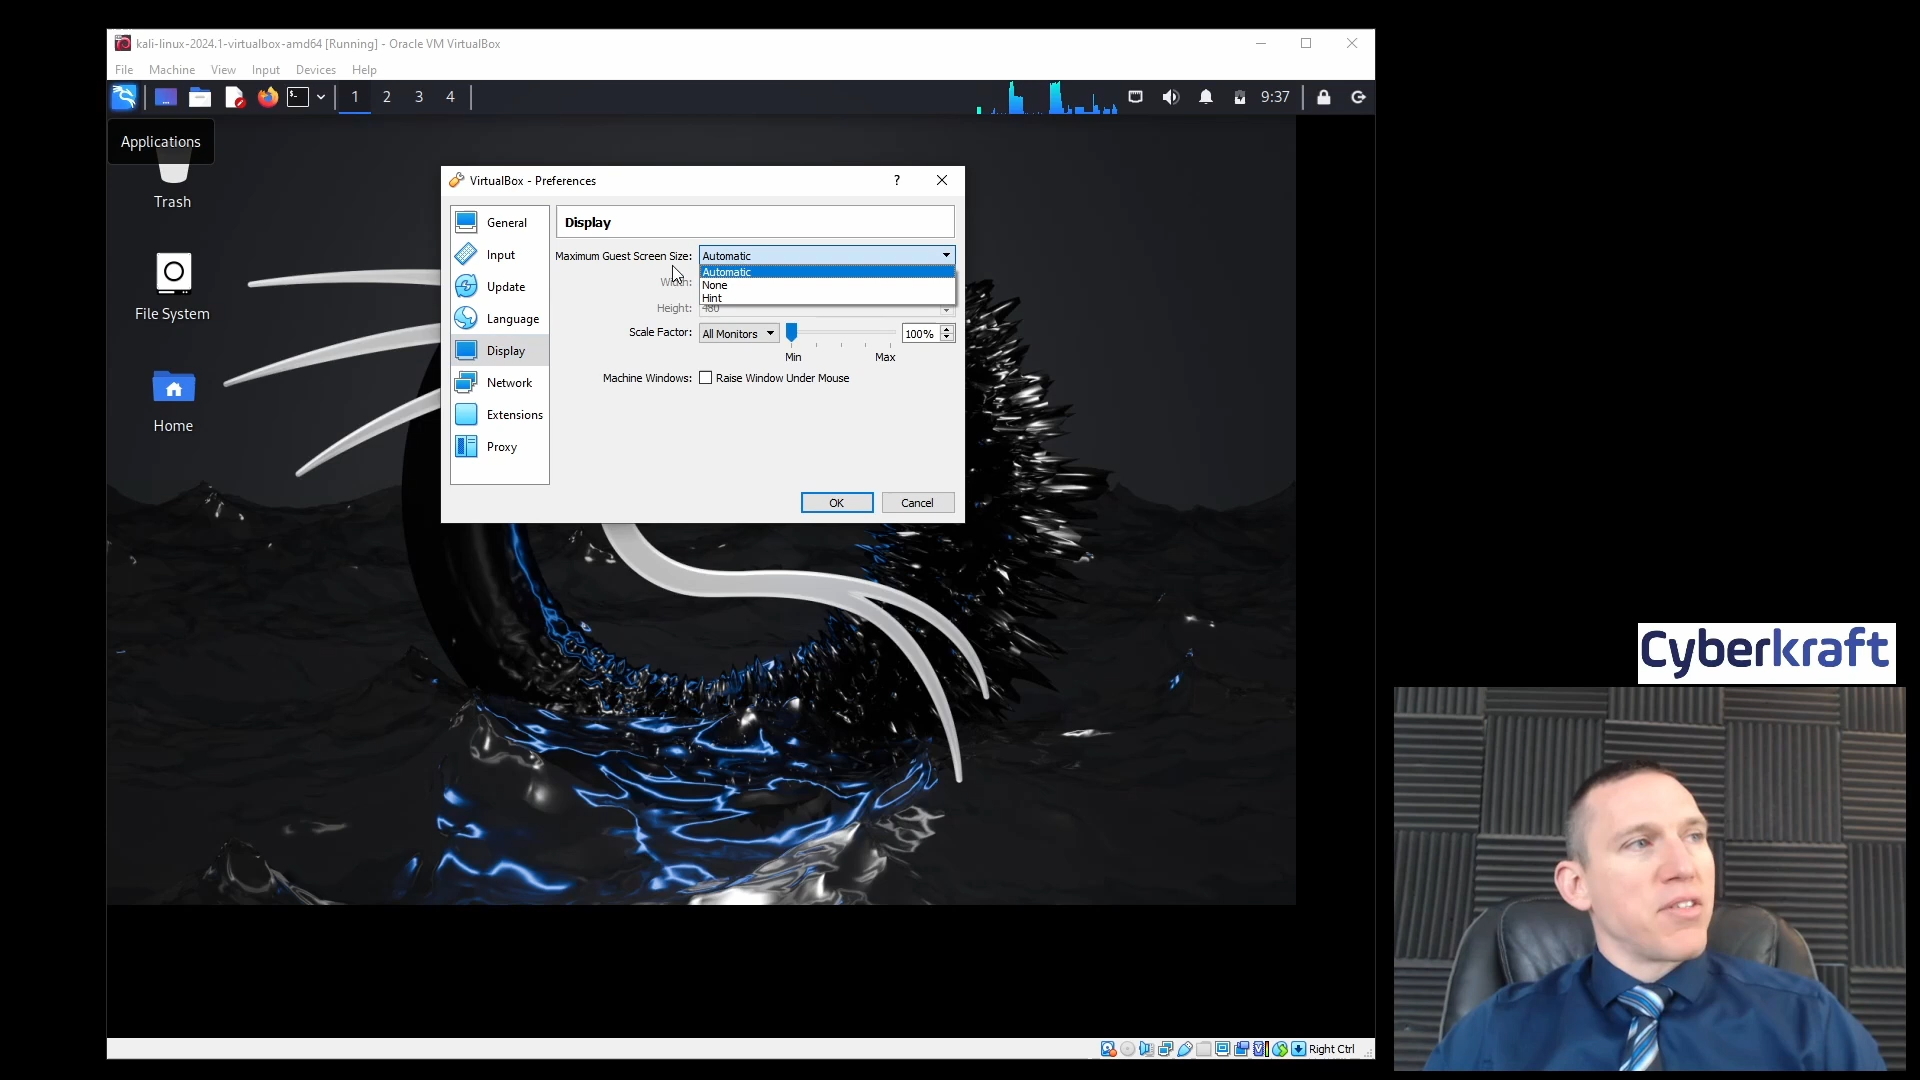 kali-linux-2024.1-virtualbox-amd64 [Running] - Oracle VM VirtualBox
File Machine View Input Devices Help
1 2 3 4 9:37
Applications
Trash
File System
Home
VirtualBox - Preferences ?
General
Input
Update
Language
Display
Network
Extensions
Proxy
Display
Maximum Guest Screen Size: Automatic
Automatic
None
Hint
Width:
Height: 480
Scale Factor: All Monitors 100%
Min Max
Machine Windows: Raise Window Under Mouse
OK Cancel
Cyberkraft
Right Ctrl